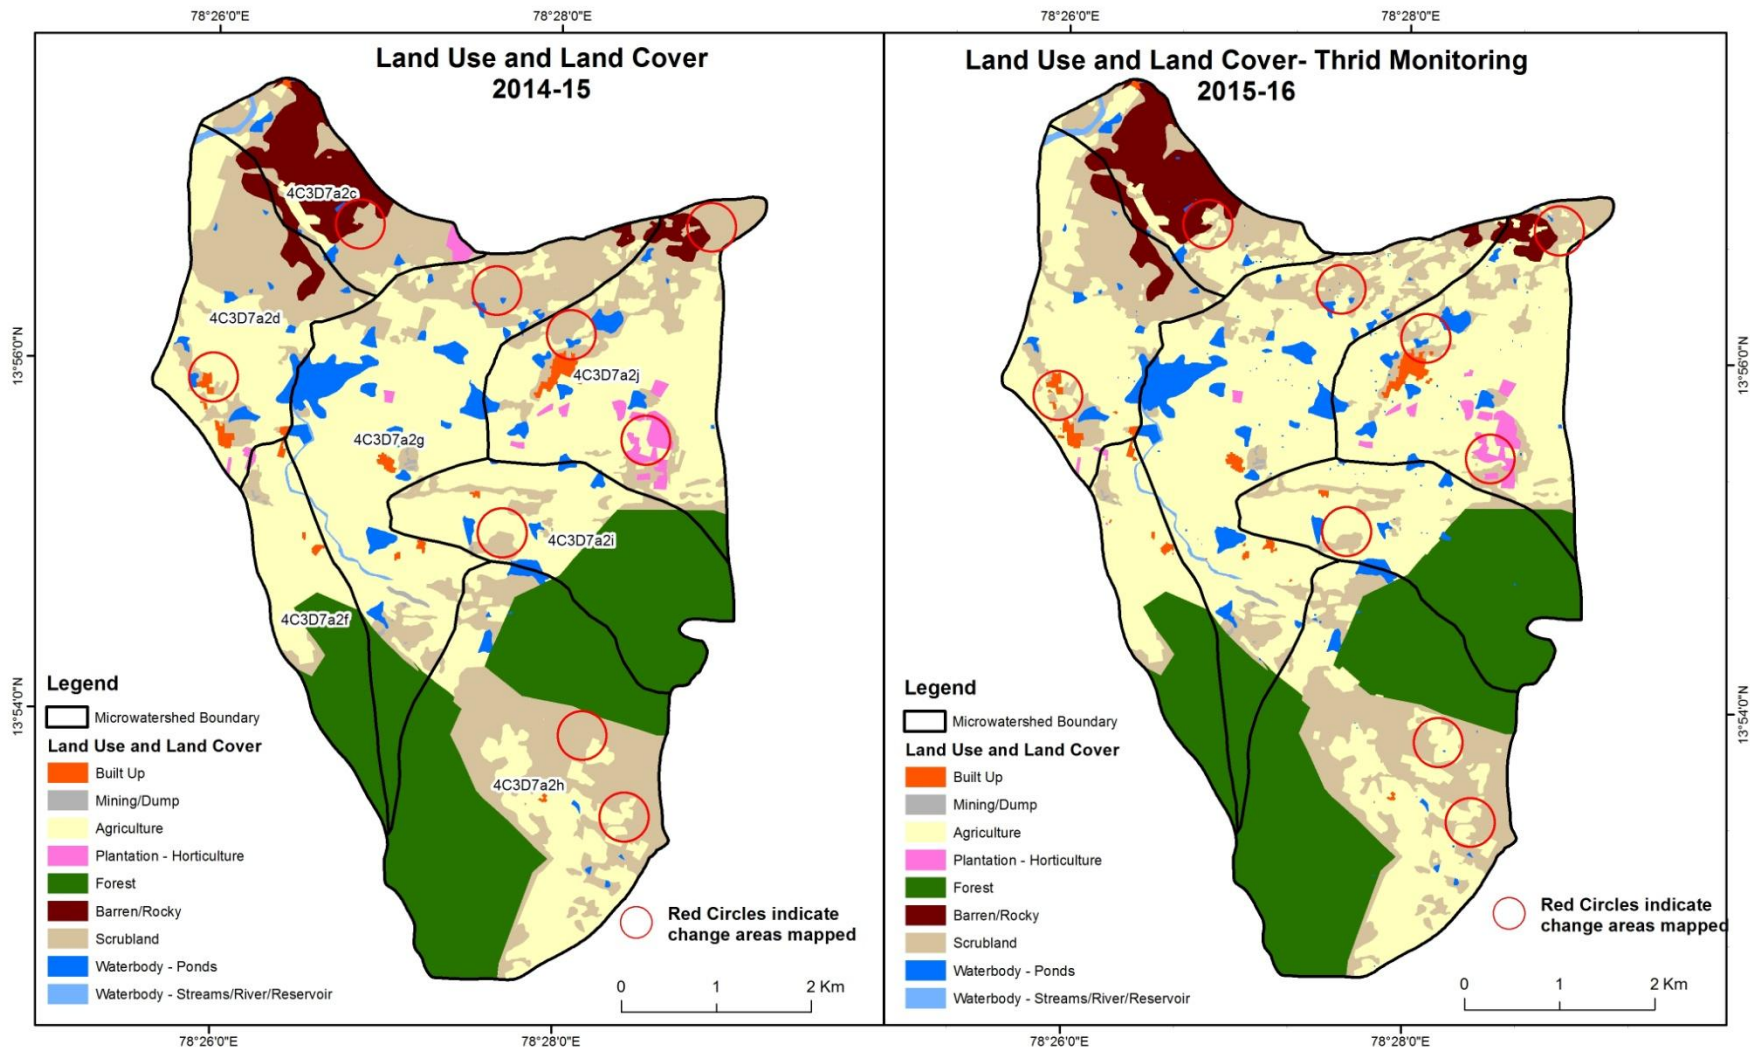 78°26'0"E
78°28'0"E
78°26'0"E
78°28'0"E
Land Use and Land Cover
2014-15
4C3D7a2c
4C3D7a2d
4C3D7a2j
4C3D7a2g
4C3D7a2i
4C3D7a2f
4C3D7a2h
13°56'0"N
13°54'0"N
Legend
Microwatershed Boundary
Land Use and Land Cover
Built Up
Mining/Dump
Agriculture
Plantation - Horticulture
Forest
Barren/Rocky
Scrubland
Waterbody - Ponds
Waterbody - Streams/River/Reservoir
Red Circles indicate
change areas mapped
0 1 2 Km
Land Use and Land Cover- Thrid Monitoring
2015-16
13°56'0"N
13°54'0"N
Legend
Microwatershed Boundary
Land Use and Land Cover
Built Up
Mining/Dump
Agriculture
Plantation - Horticulture
Forest
Barren/Rocky
Scrubland
Waterbody - Ponds
Waterbody - Streams/River/Reservoir
Red Circles indicate
change areas mapped
0 1 2 Km
78°26'0"E
78°28'0"E
78°26'0"E
78°28'0"E